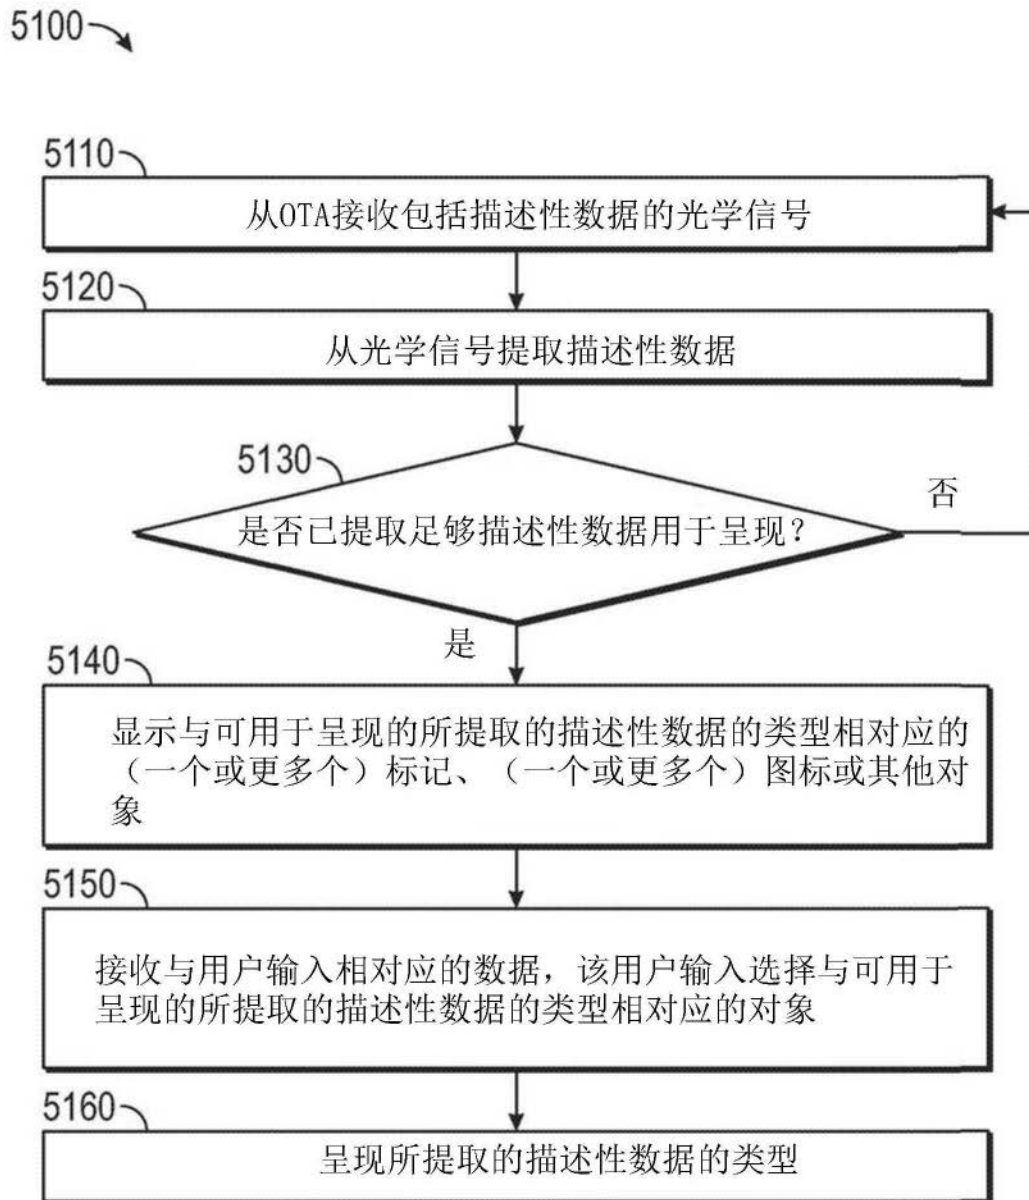 5100
5110
从OTA接收包括描述性数据的光学信号
5120
从光学信号提取描述性数据
5130
是否已提取足够描述性数据用于呈现？
否
是
5140
显示与可用于呈现的所提取的描述性数据的类型相对应的
（一个或更多个）标记、（一个或更多个）图标或其他对
象
5150
接收与用户输入相对应的数据，该用户输入选择与可用于
呈现的所提取的描述性数据的类型相对应的对象
5160
呈现所提取的描述性数据的类型